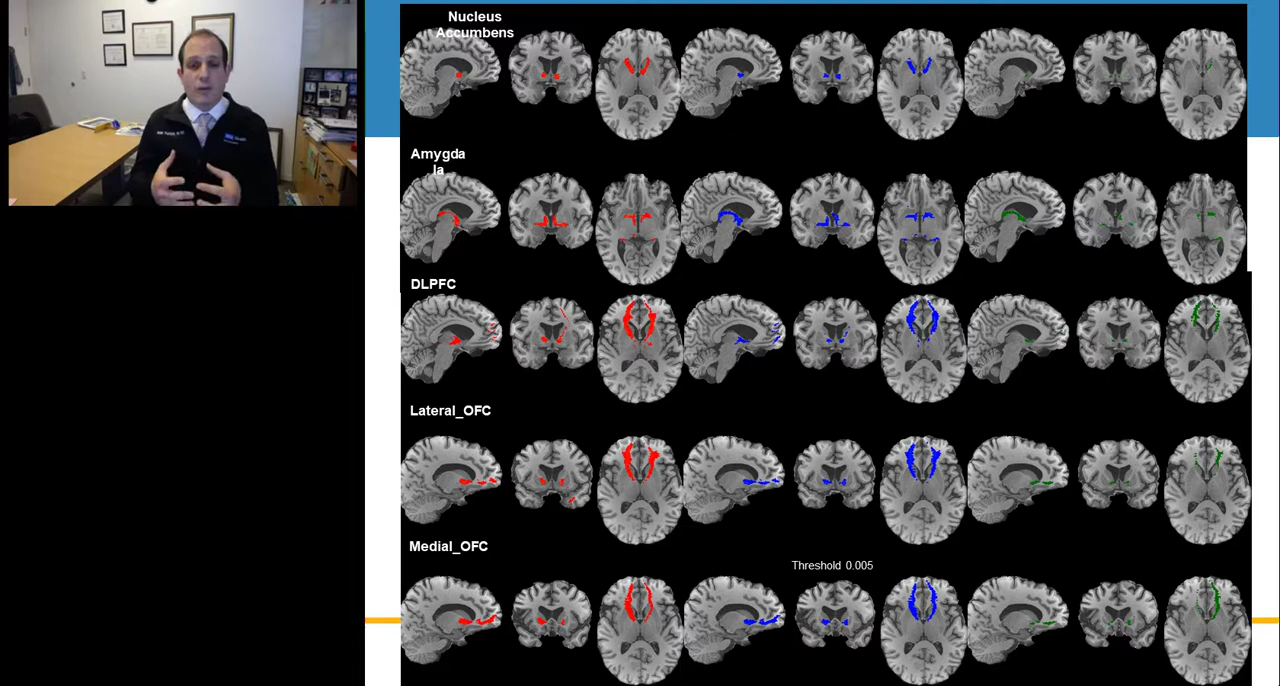 Nucleus
Accumbens
Amygda
la
DLPFC
Lateral_OFC
Medial_OFC
Threshold 0.005